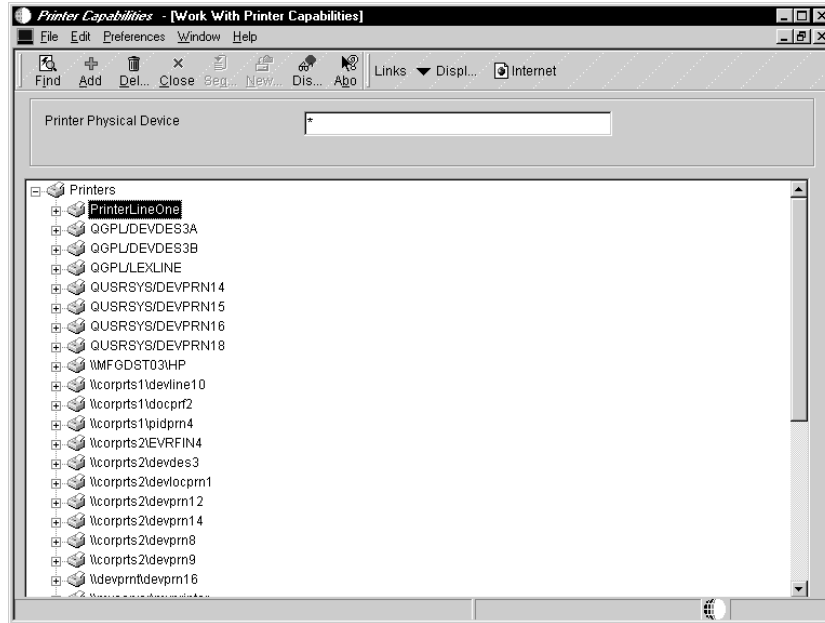 Printer Capabilities - [Work With Printer Capabilities]
File Edit Preferences Window Help
Find Add Del... Close Seq... New... Dis... Abo Links Displ... Internet
Printer Physical Device *
Printers
PrinterLineOne
QGPL/DEVDES3A
QGPL/DEVDES3B
QGPL/LEXLINE
QUSRSYS/DEVPRN14
QUSRSYS/DEVPRN15
QUSRSYS/DEVPRN16
QUSRSYS/DEVPRN18
\\MFGDST03\HP
\\corprts1\devline10
\\corprts1\docprf2
\\corprts1\pidprn4
\\corprts2\EVRFIN4
\\corprts2\devdes3
\\corprts2\devlocprn1
\\corprts2\devprn12
\\corprts2\devprn14
\\corprts2\devprn8
\\corprts2\devprn9
\\devprnt\devprn16